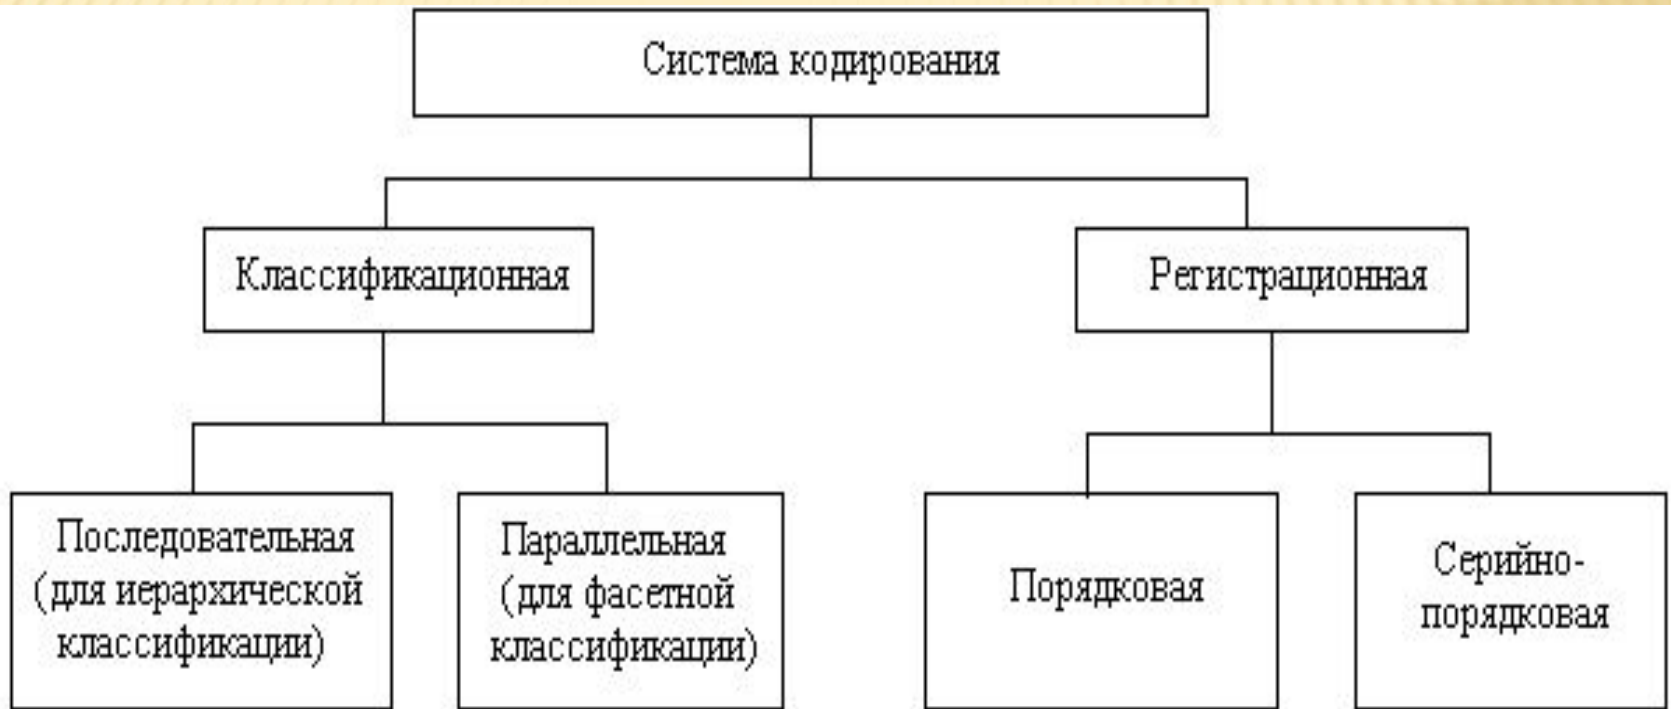 Система кодирования
Классификационная
Регистрационная
Последовательная
(для иерархической
классификации)
Параллельная
(для фасетной
классификации)
Порядковая
Серийно-
порядковая